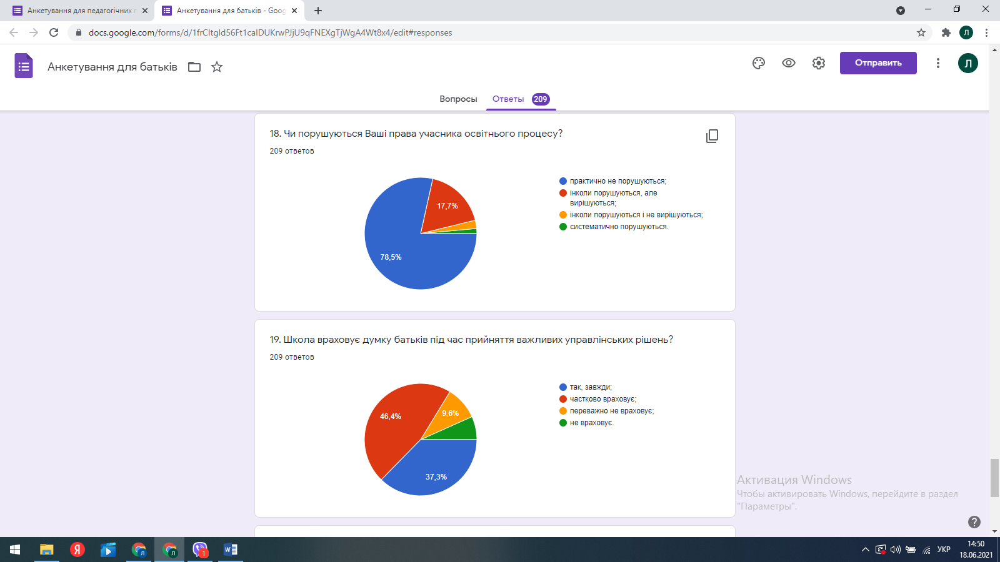 Анкетування для педагогічних
Анкетування для батьків - Goog
docs.google.com/forms/d/1frCItgId56Ft1caIDUKrwPJjU9qFNEXgTjWgA4Wt8x4/edit#responses
Л
Анкетування для батьків
Отправить
Л
Вопросы
Ответы 209
18. Чи порушуються Ваші права учасника освітнього процесу?
209 ответов
практично не порушуються;
інколи порушуються, але
вирішуються;
інколи порушуються і не вирішуються;
систематично порушуються.
17,7%
78,5%
19. Школа враховує думку батьків під час прийняття важливих управлінських рішень?
209 ответов
так, завжди;
частково враховує;
переважно не враховує;
не враховує.
46,4%
9,6%
37,3%
Активация Windows
Чтобы активировать Windows, перейдите в раздел
"Параметры".
Я
Л
Л
1
УКР
14:50
18.06.2021